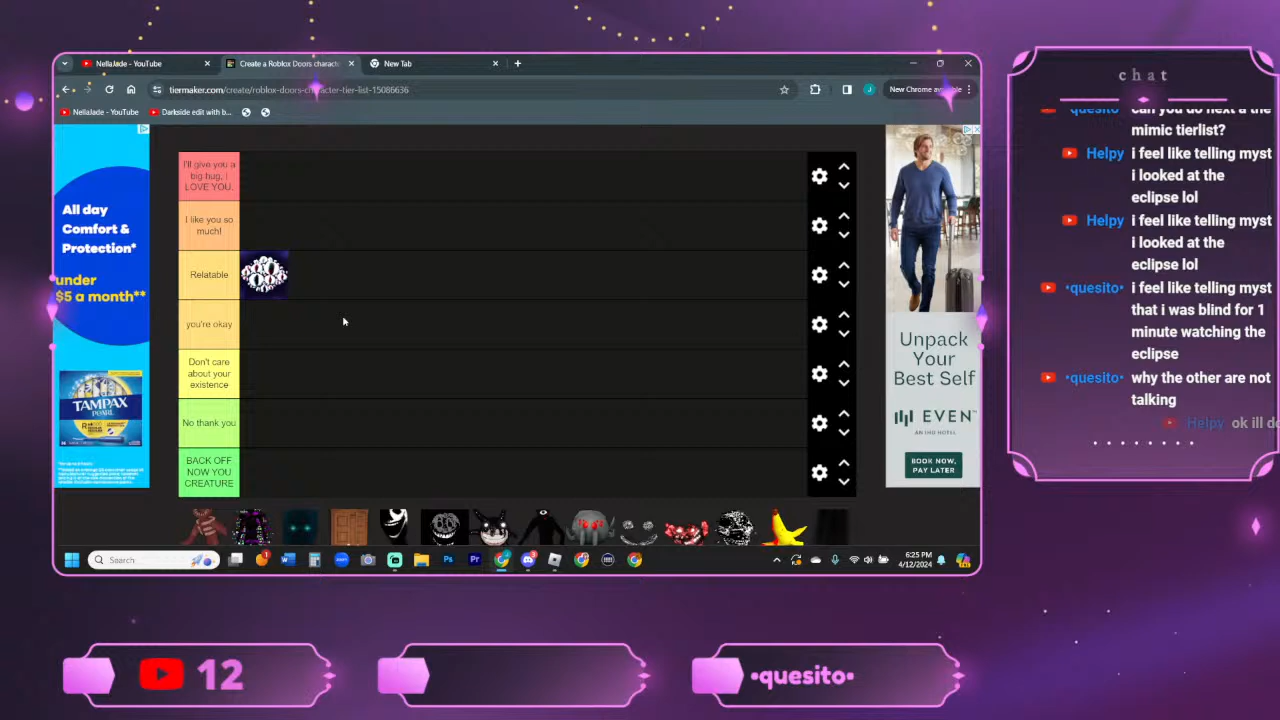 NellaJade - YouTube
Create a Roblox Doors charact
New Tab
tiermaker.com/create/roblox-doors-character-tier-list-15086636
New Chrome available
NellaJade - YouTube
Darkside edit with b...
All day
Comfort &
Protection*
under
$5 a month**
TAMPAX
PEARL
I'll give you a
big hug, I
LOVE YOU.
I like you so
much!
Relatable
you're okay
Don't care
about your
existence
No thank you
BACK OFF
NOW YOU
CREATURE
Unpack
Your
Best Self
EVEN
AN IHG HOTEL
BOOK NOW,
PAY LATER
Search
6:25 PM
4/12/2024
chat
quesito can you do next a the
mimic tierlist?
Helpy i feel like telling myst
i looked at the
eclipse lol
Helpy i feel like telling myst
i looked at the
eclipse lol
•quesito• i feel like telling myst
that i was blind for 1
minute watching the
eclipse
•quesito• why the other are not
talking
Helpy ok ill do
12
•quesito•